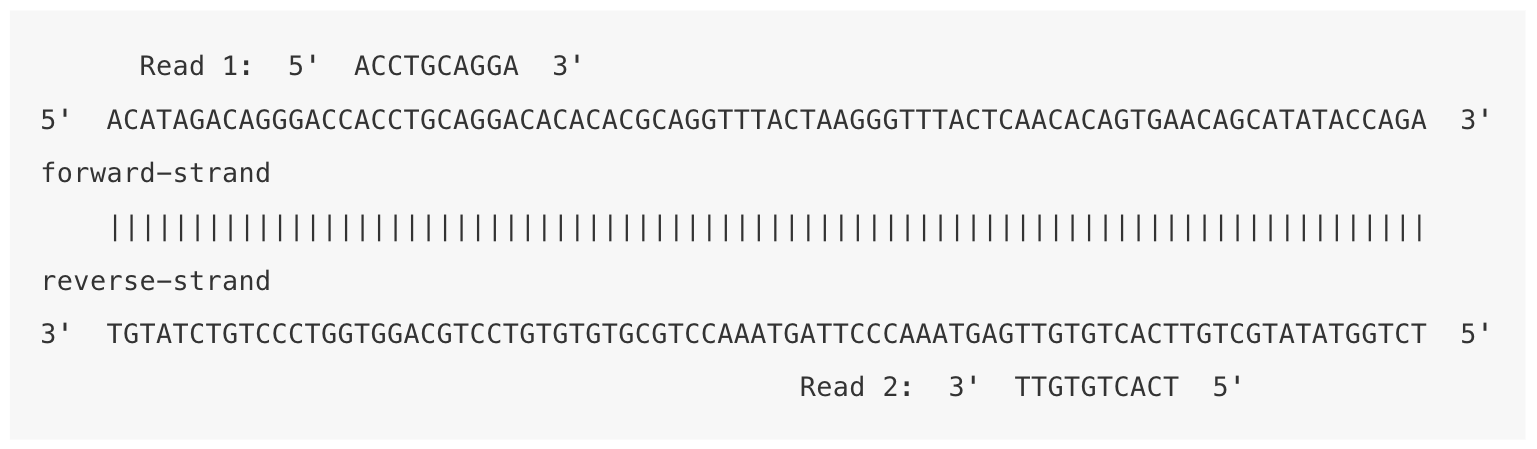 Read 1: 5' ACCTGCAGGA 3'
5' ACATAGACAGGGACCACCTGCAGGACACACACGCAGGTTTACTAAGGGTTTACTCAACACAGTGAACAGCATATACCAGA 3'
forward-strand
||||||||||||||||||||||||||||||||||||||||||||||||||||||||||||||||||||||||||||||||
reverse-strand
3' TGTATCTGTCCCTGGTGGACGTCCTGTGTGTGCGTCCAAATGATTCCCAAATGAGTTGTGTCACTTGTCGTATATGGTCT 5'
Read 2: 3' TTGTGTCACT 5'